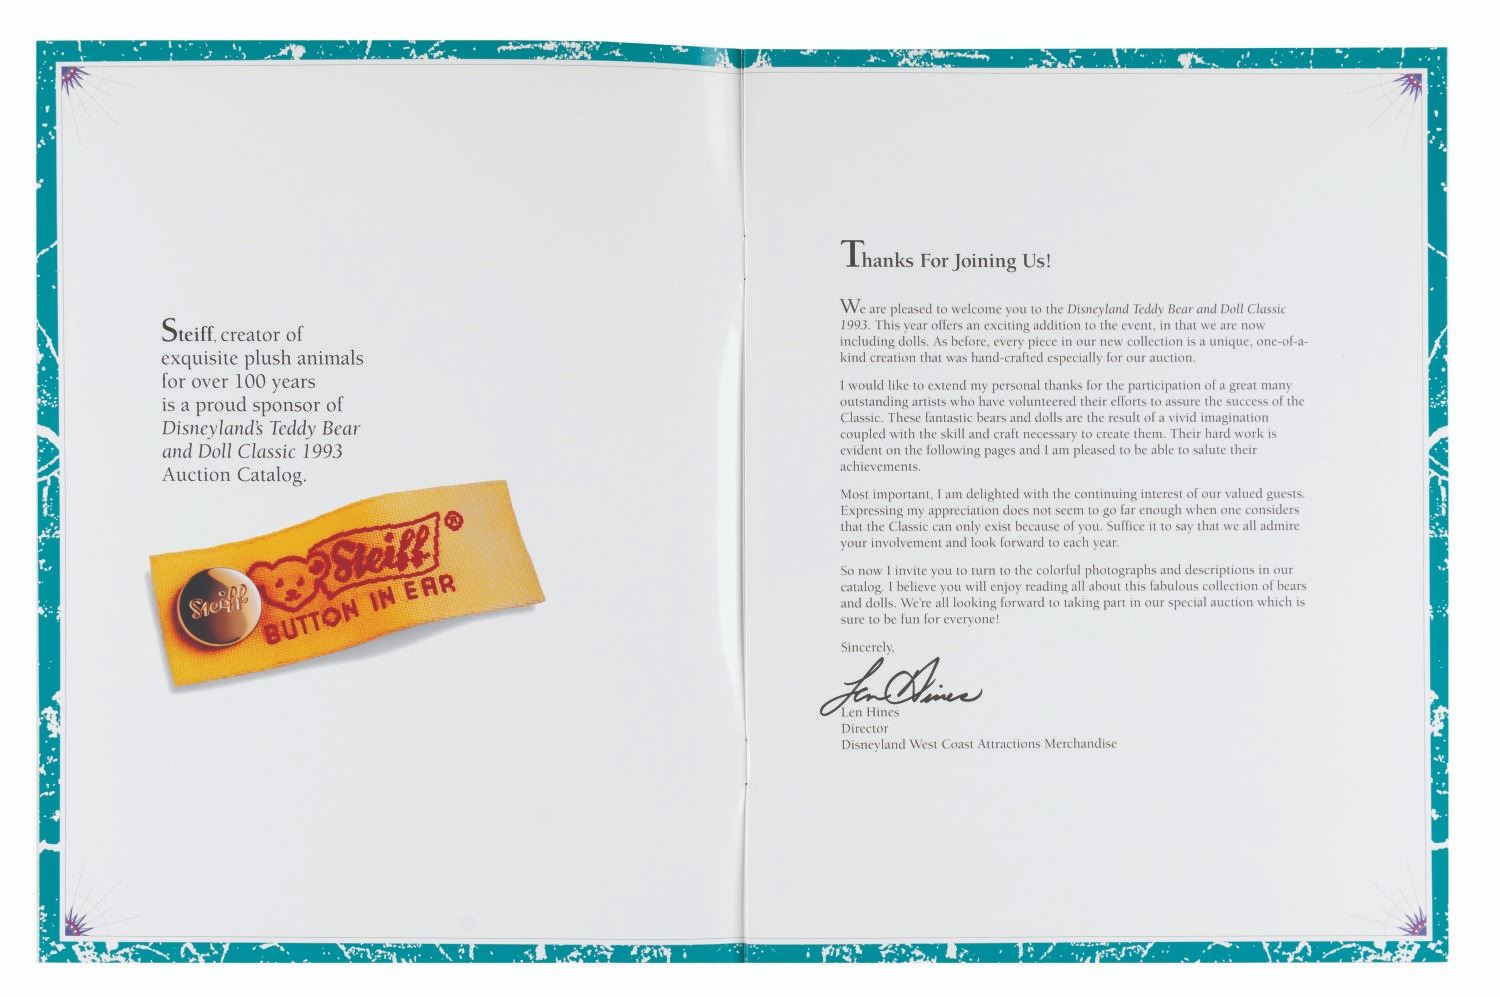 Steiff, creator of
exquisite plush animals
for over 100 years
is a proud sponsor of
Disneyland's Teddy Bear
and Doll Classic 1993
Auction Catalog.
Steiff
Steiff ®
BUTTON IN EAR
Thanks For Joining Us!
We are pleased to welcome you to the Disneyland Teddy Bear and Doll Classic
1993. This year offers an exciting addition to the event, in that we are now
including dolls. As before, every piece in our new collection is a unique, one-of-a-
kind creation that was hand-crafted especially for our auction.
I would like to extend my personal thanks for the participation of a great many
outstanding artists who have volunteered their efforts to assure the success of the
Classic. These fantastic bears and dolls are the result of a vivid imagination
coupled with the skill and craft necessary to create them. Their hard work is
evident on the following pages and I am pleased to be able to salute their
achievements.
Most important, I am delighted with the continuing interest of our valued guests.
Expressing my appreciation does not seem to go far enough when one considers
that the Classic can only exist because of you. Suffice it to say that we all admire
your involvement and look forward to each year.
So now I invite you to turn to the colorful photographs and descriptions in our
catalog. I believe you will enjoy reading all about this fabulous collection of bears
and dolls. We're all looking forward to taking part in our special auction which is
sure to be fun for everyone!
Sincerely,
Len Hines
Len Hines
Director
Disneyland West Coast Attractions Merchandise